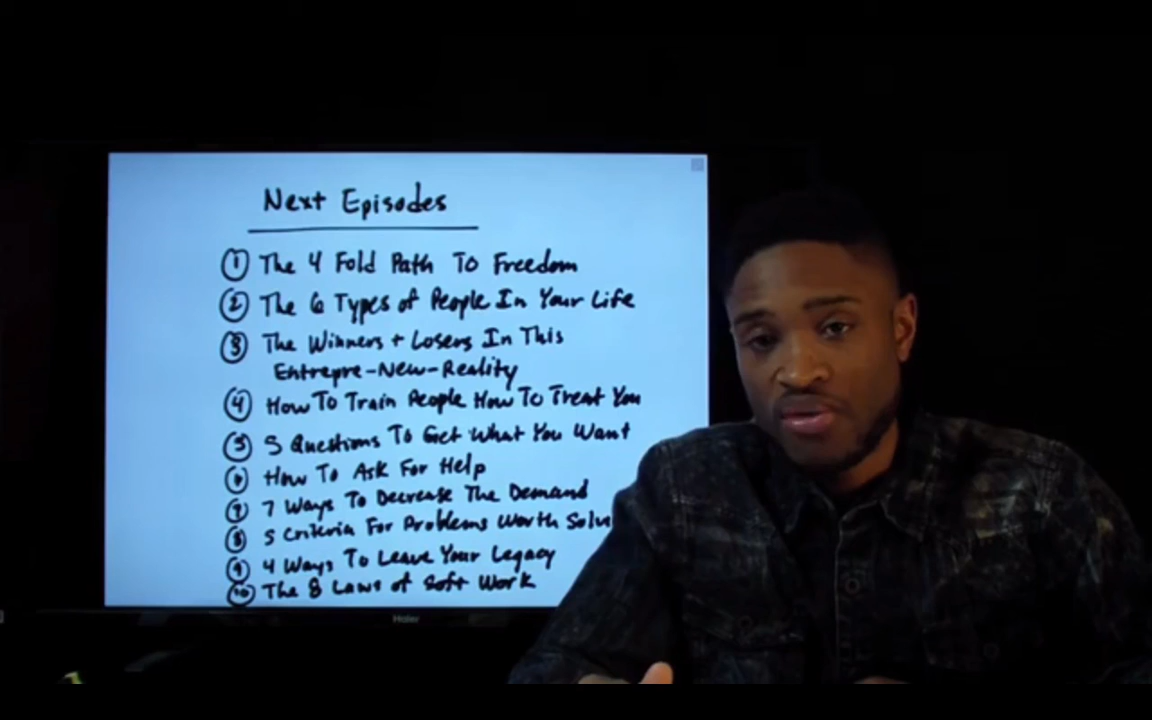 Next Episodes
① The 4 Fold Path To Freedom
② The 6 Types of People In Your Life
③ The Winners + Losers In This
Entrepre-New-Reality
④ How To Train People How To Treat You
⑤ 5 Questions To Get What You Want
⑥ How To Ask For Help
⑦ 7 Ways To Decrease The Demand
⑧ 5 Criteria For Problems Worth Solv
⑨ 4 Ways To Leave Your Legacy
⑩ The 8 Laws of Soft Work
Haier